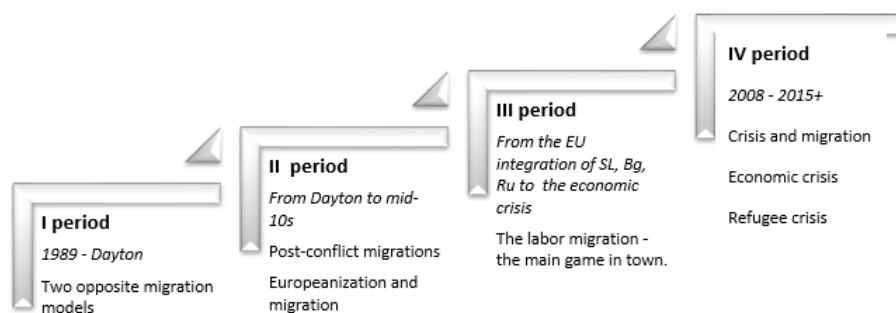 I period
1989 - Dayton
Two opposite migration
models
II period
From Dayton to mid-
10s
Post-conflict migrations
Europeanization and
migration
III period
From the EU
integration of SL, Bg,
Ru to the economic
crisis
The labor migration -
the main game in town.
IV period
2008 - 2015+
Crisis and migration
Economic crisis
Refugee crisis